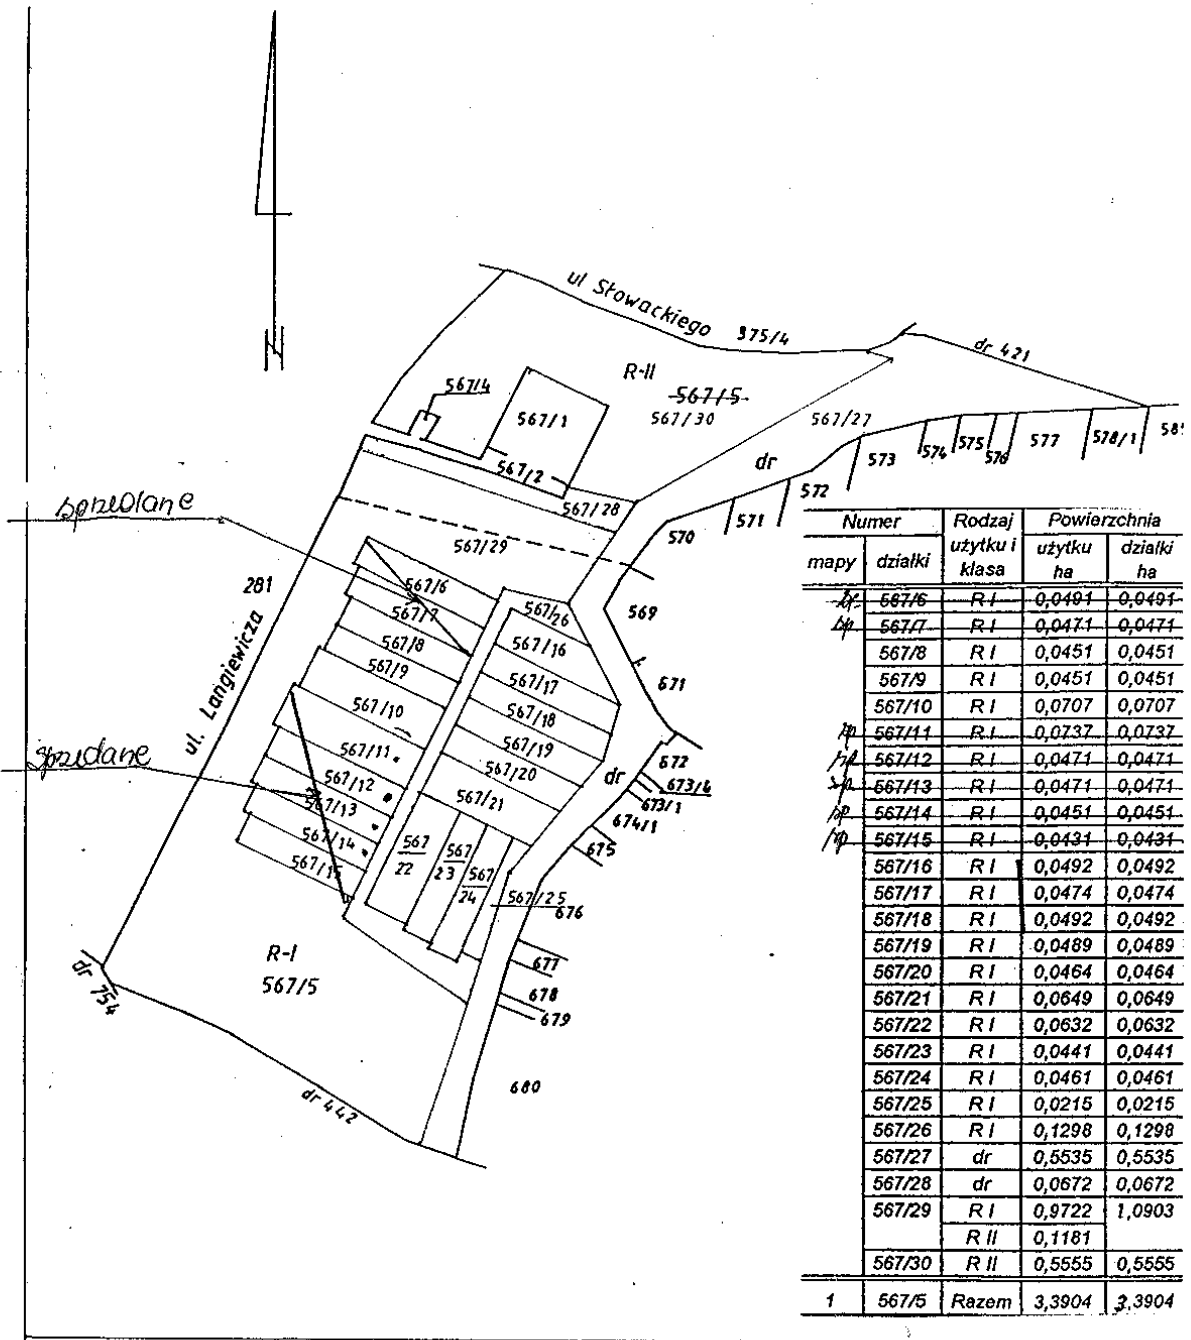 N
ul Słowackiego
375/4
dr 421
R-II
567/4
567/5
567/1
567/30
567/27
567/2
dr
573
574
575
576
577
578/1
572
571
570
567/28
567/29
sprzedane
281
ul. Langiewicza
567/6
567/7
567/8
567/9
567/10
567/11
567/12
567/13
567/14
567/15
567/26
567/16
567/17
567/18
567/19
567/20
567/21
567
22
567
23
567
24
567/25
569
671
672
673/4
673/1
674/1
675
676
677
678
679
680
dr
sprzedane
R-I
567/5
dr 754
dr 442
Numer Rodzaj użytku i klasa Powierzchnia
mapy działki użytku ha działki ha
sp. 567/6 R I 0,0491 0,0491
sp 567/7 R I 0,0471 0,0471
567/8 R I 0,0451 0,0451
567/9 R I 0,0451 0,0451
567/10 R I 0,0707 0,0707
sp 567/11 R I 0,0737 0,0737
sp 567/12 R I 0,0471 0,0471
sp 567/13 R I 0,0471 0,0471
sp 567/14 R I 0,0451 0,0451
sp 567/15 R I 0,0431 0,0431
567/16 R I 0,0492 0,0492
567/17 R I 0,0474 0,0474
567/18 R I 0,0492 0,0492
567/19 R I 0,0489 0,0489
567/20 R I 0,0464 0,0464
567/21 R I 0,0649 0,0649
567/22 R I 0,0632 0,0632
567/23 R I 0,0441 0,0441
567/24 R I 0,0461 0,0461
567/25 R I 0,0215 0,0215
567/26 R I 0,1298 0,1298
567/27 dr 0,5535 0,5535
567/28 dr 0,0672 0,0672
567/29 R I 0,9722 1,0903
R II 0,1181
567/30 R II 0,5555 0,5555
1 567/5 Razem 3,3904 3,3904